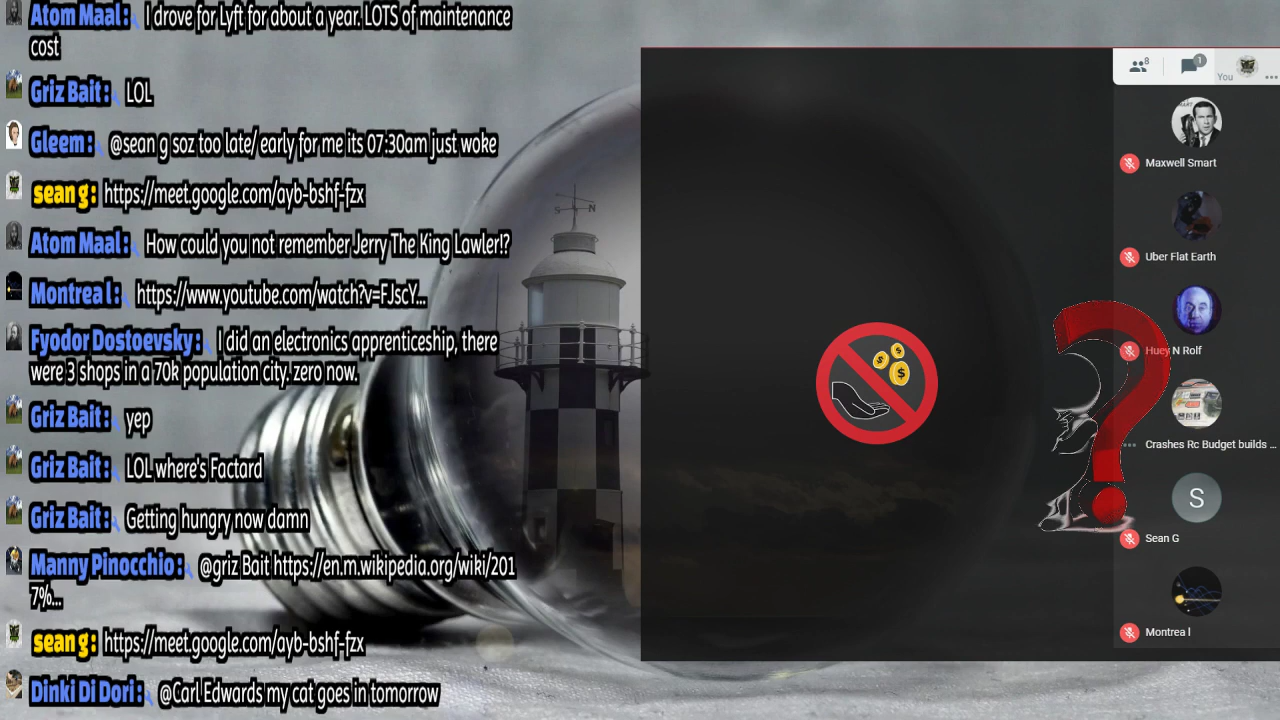 Atom Maal: I drove for Lyft for about a year. LOTS of maintenance
cost
Griz Bait: LOL
Gleem: @sean g soz too late/ early for me its 07:30am just woke
sean g: https://meet.google.com/ayb-bshf-fzx
Atom Maal: How could you not remember Jerry The King Lawler!?
Montrea l: https://www.youtube.com/watch?v=FJscY...
Fyodor Dostoevsky: I did an electronics apprenticeship, there
were 3 shops in a 70k population city. zero now.
Griz Bait: yep
Griz Bait: LOL where's Factard
Griz Bait: Getting hungry now damn
Manny Pinocchio: @griz Bait https://en.m.wikipedia.org/wiki/201
7%...
sean g: https://meet.google.com/ayb-bshf-fzx
Dinki Di Dori: @Carl Edwards my cat goes in tomorrow
S N
$ $ $
8 1 You
Maxwell Smart
Uber Flat Earth
Huey N Rolf
Crashes Rc Budget builds ...
S
Sean G
Montrea l